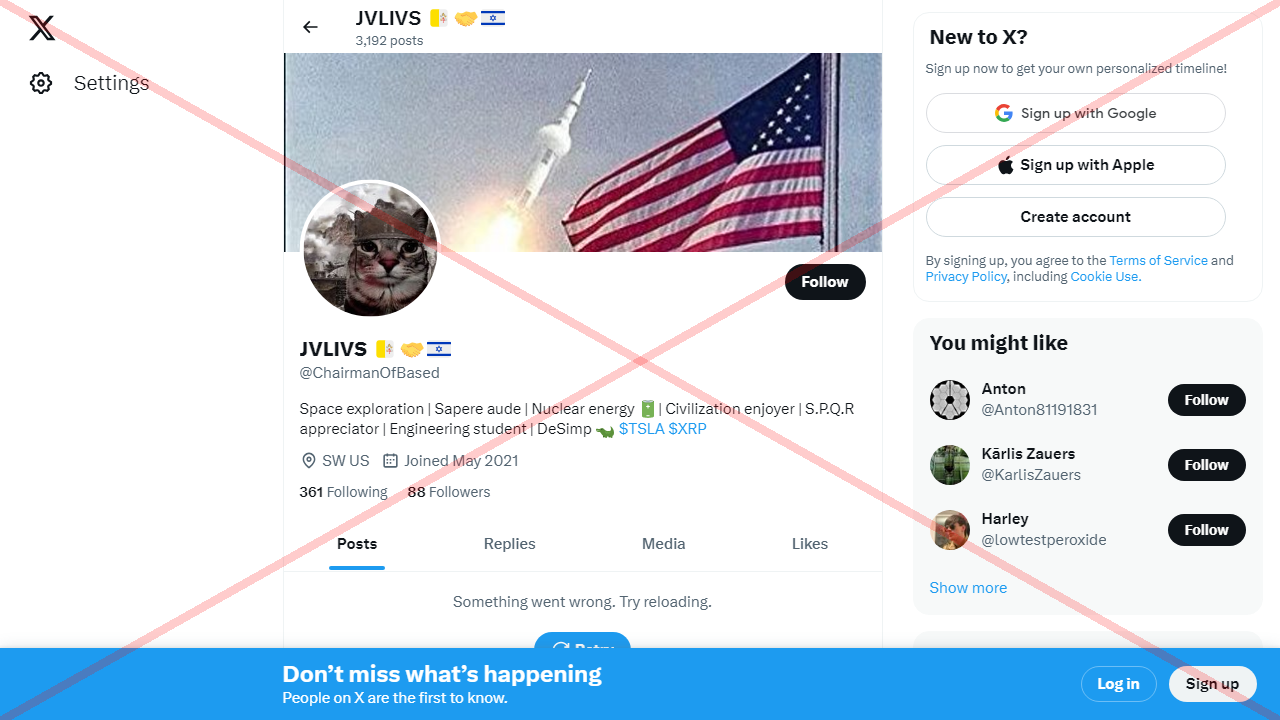 Settings
JVLIVS 🇻🇦 🤝 🇮🇱
3,192 posts
Follow
JVLIVS 🇻🇦 🤝 🇮🇱
@ChairmanOfBased
Space exploration | Sapere aude | Nuclear energy 🔋 | Civilization enjoyer | S.P.Q.R
appreciator | Engineering student | DeSimp 🐊 $TSLA $XRP
SW US Joined May 2021
361 Following 88 Followers
Posts Replies Media Likes
Something went wrong. Try reloading.
Retry
New to X?
Sign up now to get your own personalized timeline!
Sign up with Google
Sign up with Apple
Create account
By signing up, you agree to the Terms of Service and
Privacy Policy, including Cookie Use.
You might like
Anton
@Anton81191831
Follow
Kārlis Zauers
@KarlisZauers
Follow
Harley
@lowtestperoxide
Follow
Show more
Don’t miss what’s happening
People on X are the first to know.
Log in Sign up